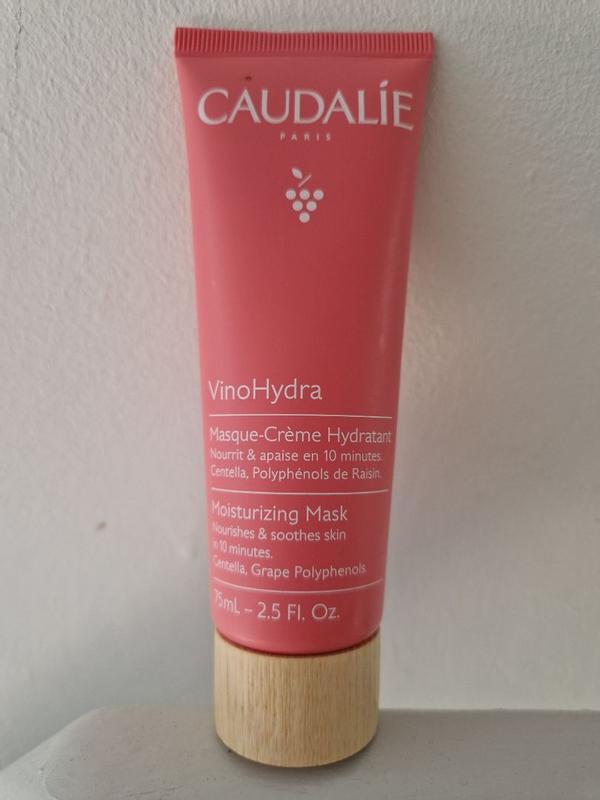 CAUDALÍE
PARIS
VinoHydra
Masque-Crème Hydratant
Nourrit & apaise en 10 minutes.
Centella, Polyphénols de Raisin.
Moisturizing Mask
Nourishes & soothes skin
in 10 minutes.
Centella, Grape Polyphenols.
75mL – 2.5 Fl. Oz.